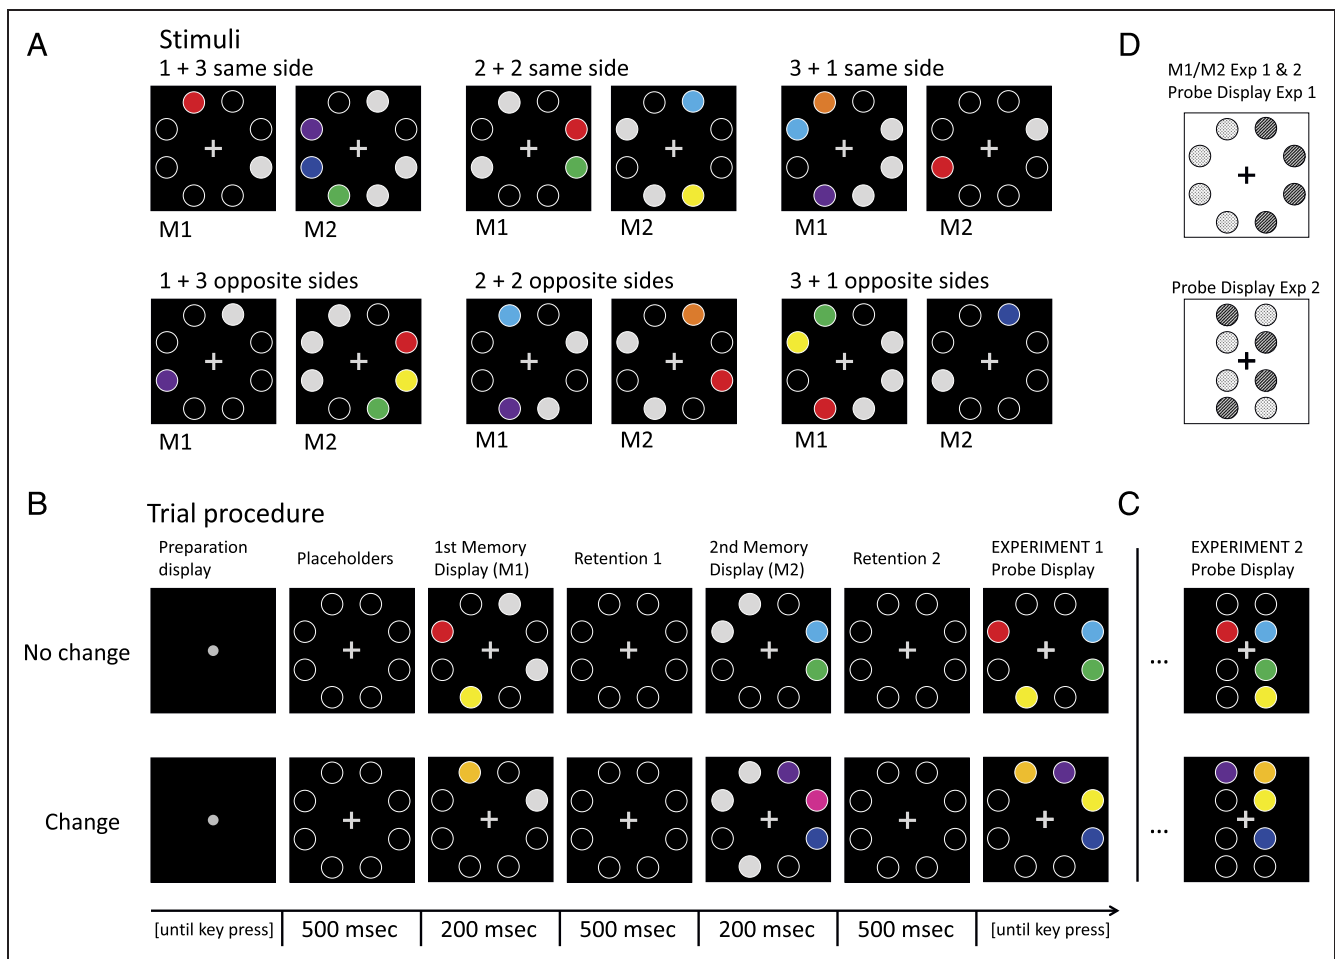 A
Stimuli
1 + 3 same side
2 + 2 same side
3 + 1 same side
M1
M2
M1
M2
M1
M2
1 + 3 opposite sides
2 + 2 opposite sides
3 + 1 opposite sides
M1
M2
M1
M2
M1
M2
D
M1/M2 Exp 1 & 2
Probe Display Exp 1
Probe Display Exp 2
B
Trial procedure
Preparation
display
Placeholders
1st Memory
Display (M1)
Retention 1
2nd Memory
Display (M2)
Retention 2
EXPERIMENT 1
Probe Display
C
EXPERIMENT 2
Probe Display
No change
...
Change
...
[until key press]
500 msec
200 msec
500 msec
200 msec
500 msec
[until key press]